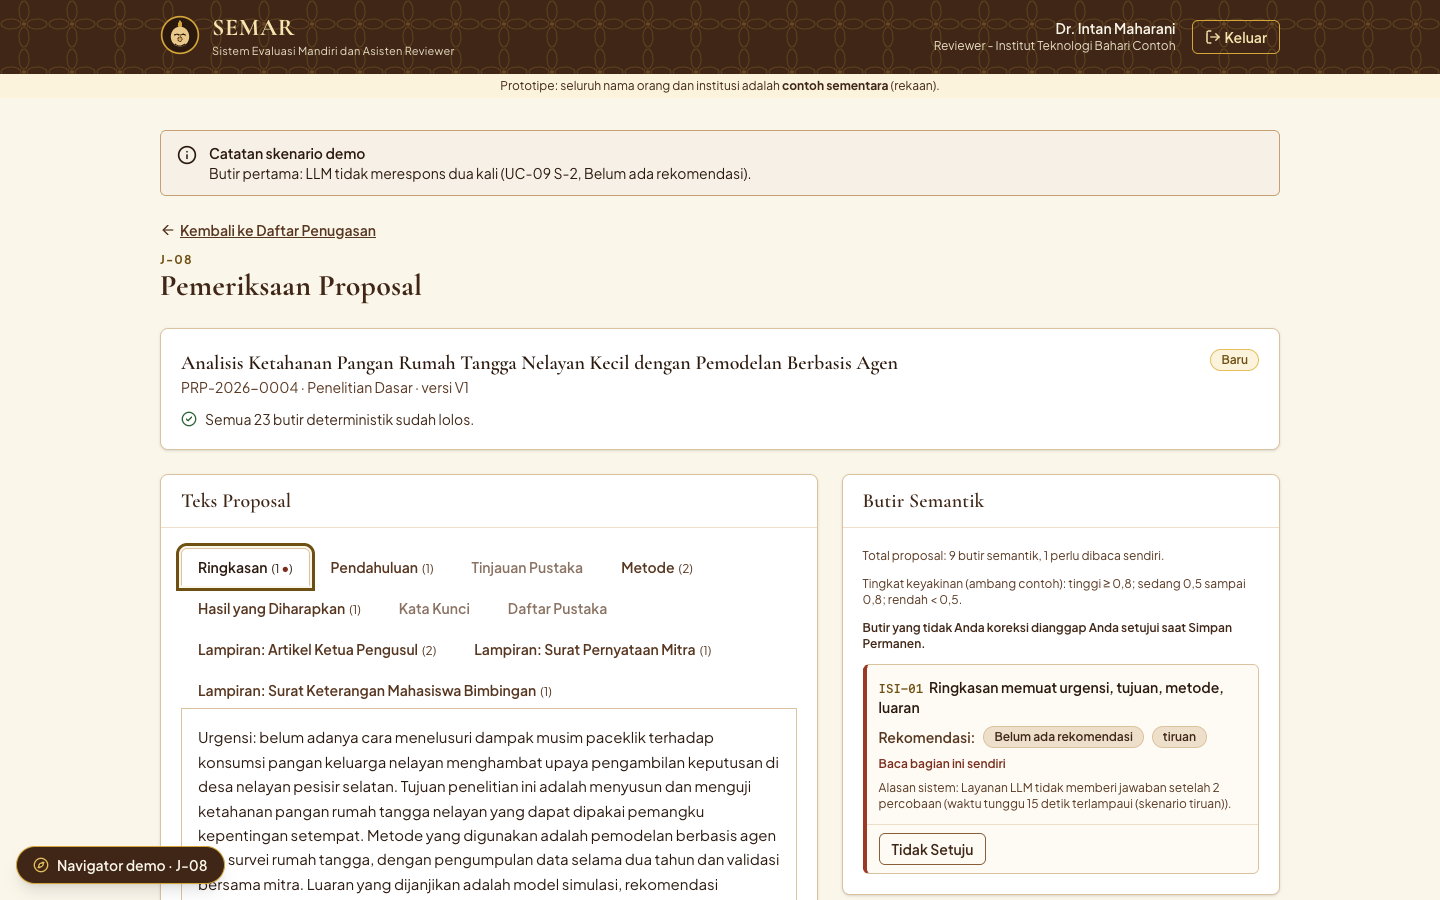 SEMAR
Sistem Evaluasi Mandiri dan Asisten Reviewer
Dr. Intan Maharani
Reviewer - Institut Teknologi Bahari Contoh
Keluar
Prototipe: seluruh nama orang dan institusi adalah contoh sementara (rekaan).
Catatan skenario demo
Butir pertama: LLM tidak merespons dua kali (UC-09 S-2, Belum ada rekomendasi).
Kembali ke Daftar Penugasan
J-08
Pemeriksaan Proposal
Analisis Ketahanan Pangan Rumah Tangga Nelayan Kecil dengan Pemodelan Berbasis Agen
Baru
PRP-2026-0004 · Penelitian Dasar · versi V1
Semua 23 butir deterministik sudah lolos.
Teks Proposal
Ringkasan (1 ●) Pendahuluan (1) Tinjauan Pustaka Metode (2)
Hasil yang Diharapkan (1) Kata Kunci Daftar Pustaka
Lampiran: Artikel Ketua Pengusul (2) Lampiran: Surat Pernyataan Mitra (1)
Lampiran: Surat Keterangan Mahasiswa Bimbingan (1)
Urgensi: belum adanya cara menelusuri dampak musim paceklik terhadap
konsumsi pangan keluarga nelayan menghambat upaya pengambilan keputusan di
desa nelayan pesisir selatan. Tujuan penelitian ini adalah menyusun dan menguji
ketahanan pangan rumah tangga nelayan yang dapat dipakai pemangku
kepentingan setempat. Metode yang digunakan adalah pemodelan berbasis agen
survei rumah tangga, dengan pengumpulan data selama dua tahun dan validasi
bersama mitra. Luaran yang dijanjikan adalah model simulasi, rekomendasi
Butir Semantik
Total proposal: 9 butir semantik, 1 perlu dibaca sendiri.
Tingkat keyakinan (ambang contoh): tinggi ≥ 0,8; sedang 0,5 sampai
0,8; rendah < 0,5.
Butir yang tidak Anda koreksi dianggap Anda setujui saat Simpan
Permanen.
ISI-01 Ringkasan memuat urgensi, tujuan, metode,
luaran
Rekomendasi: Belum ada rekomendasi tiruan
Baca bagian ini sendiri
Alasan sistem: Layanan LLM tidak memberi jawaban setelah 2
percobaan (waktu tunggu 15 detik terlampaui (skenario tiruan)).
Tidak Setuju
Navigator demo · J-08